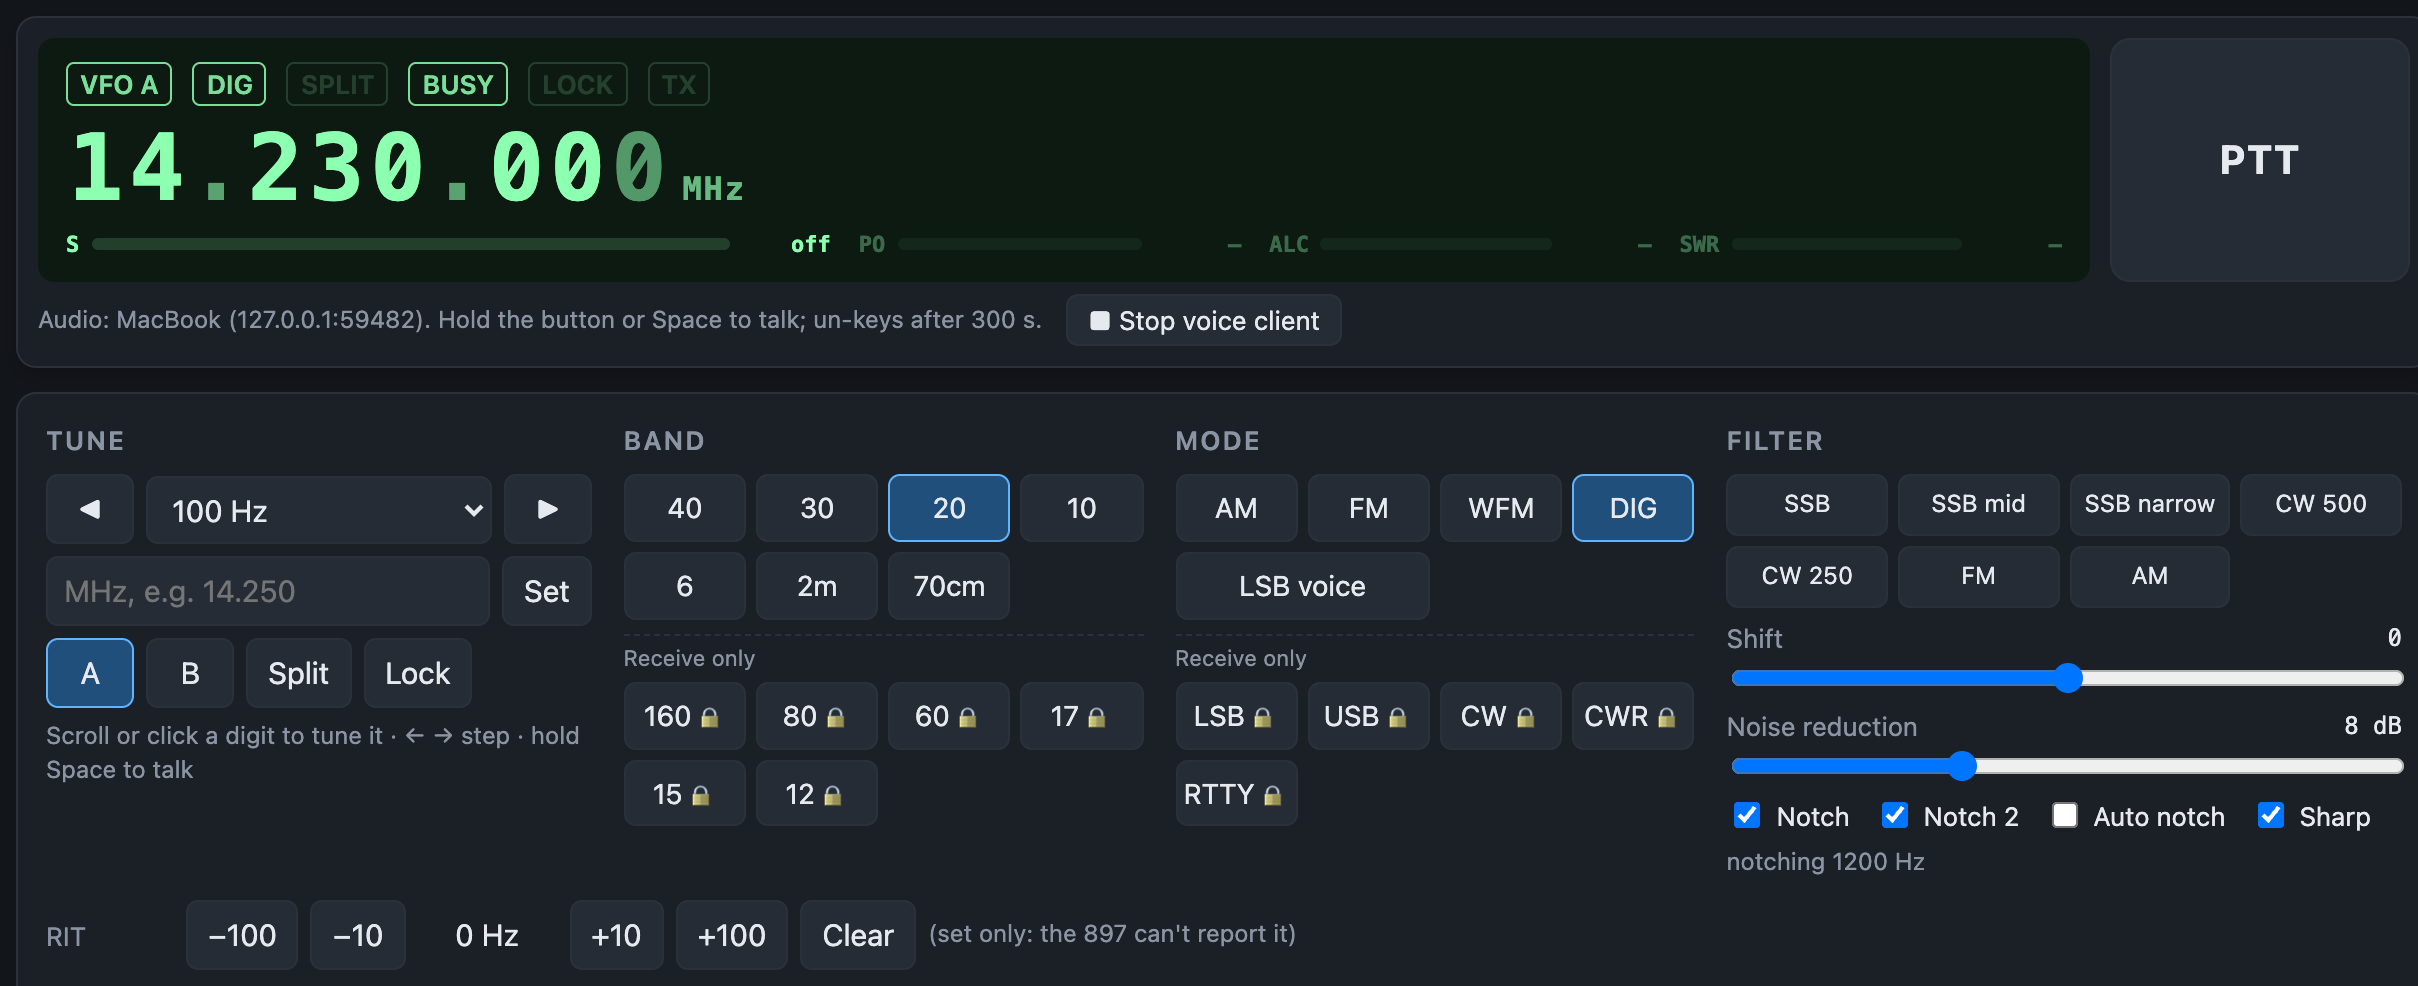 VFO A DIG SPLIT BUSY LOCK TX
14.230.000 MHz
S off PO – ALC – SWR –
PTT
Audio: MacBook (127.0.0.1:59482). Hold the button or Space to talk; un-keys after 300 s. Stop voice client
TUNE
◀ 100 Hz ▶
MHz, e.g. 14.250 Set
A B Split Lock
Scroll or click a digit to tune it · ← → step · hold
Space to talk
BAND
40 30 20 10
6 2m 70cm
Receive only
160 🔒 80 🔒 60 🔒 17 🔒
15 🔒 12 🔒
MODE
AM FM WFM DIG
LSB voice
Receive only
LSB 🔒 USB 🔒 CW 🔒 CWR 🔒
RTTY 🔒
FILTER
SSB SSB mid SSB narrow CW 500
CW 250 FM AM
Shift 0
Noise reduction 8 dB
Notch Notch 2 Auto notch Sharp
notching 1200 Hz
RIT –100 –10 0 Hz +10 +100 Clear (set only: the 897 can't report it)